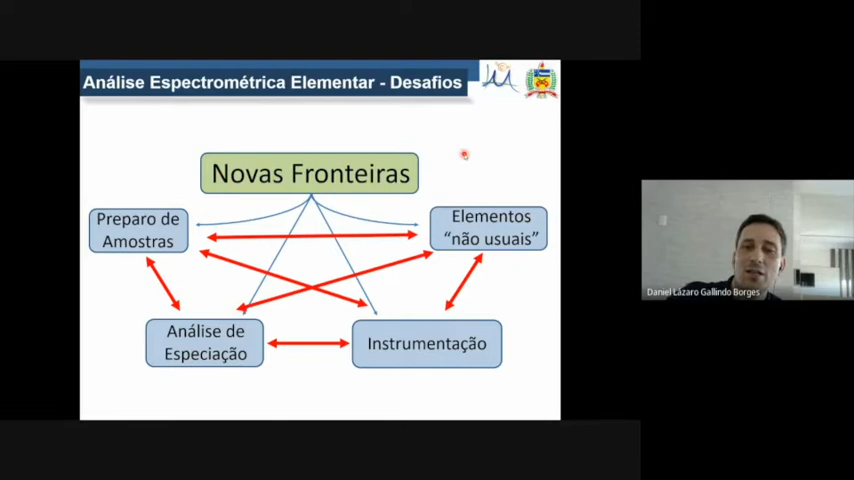 Análise Espectrométrica Elementar - Desafios
Novas Fronteiras
Preparo de
Amostras
Elementos
“não usuais”
Análise de
Especiação
Instrumentação
Daniel Lázaro Gallindo Borges